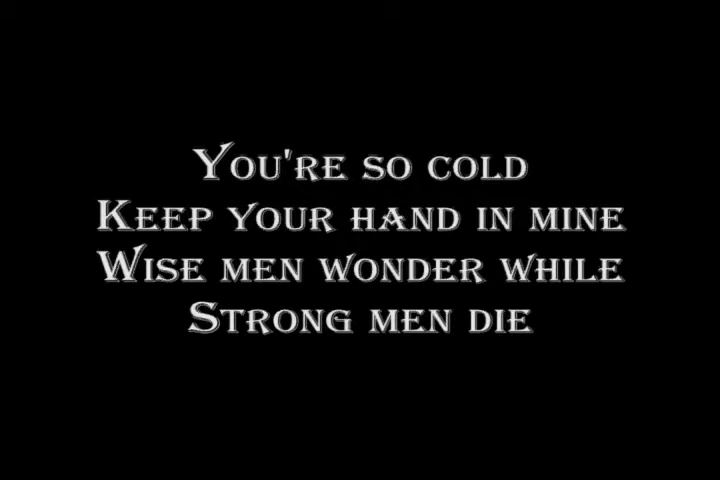 You're so cold
Keep your hand in mine
Wise men wonder while
Strong men die